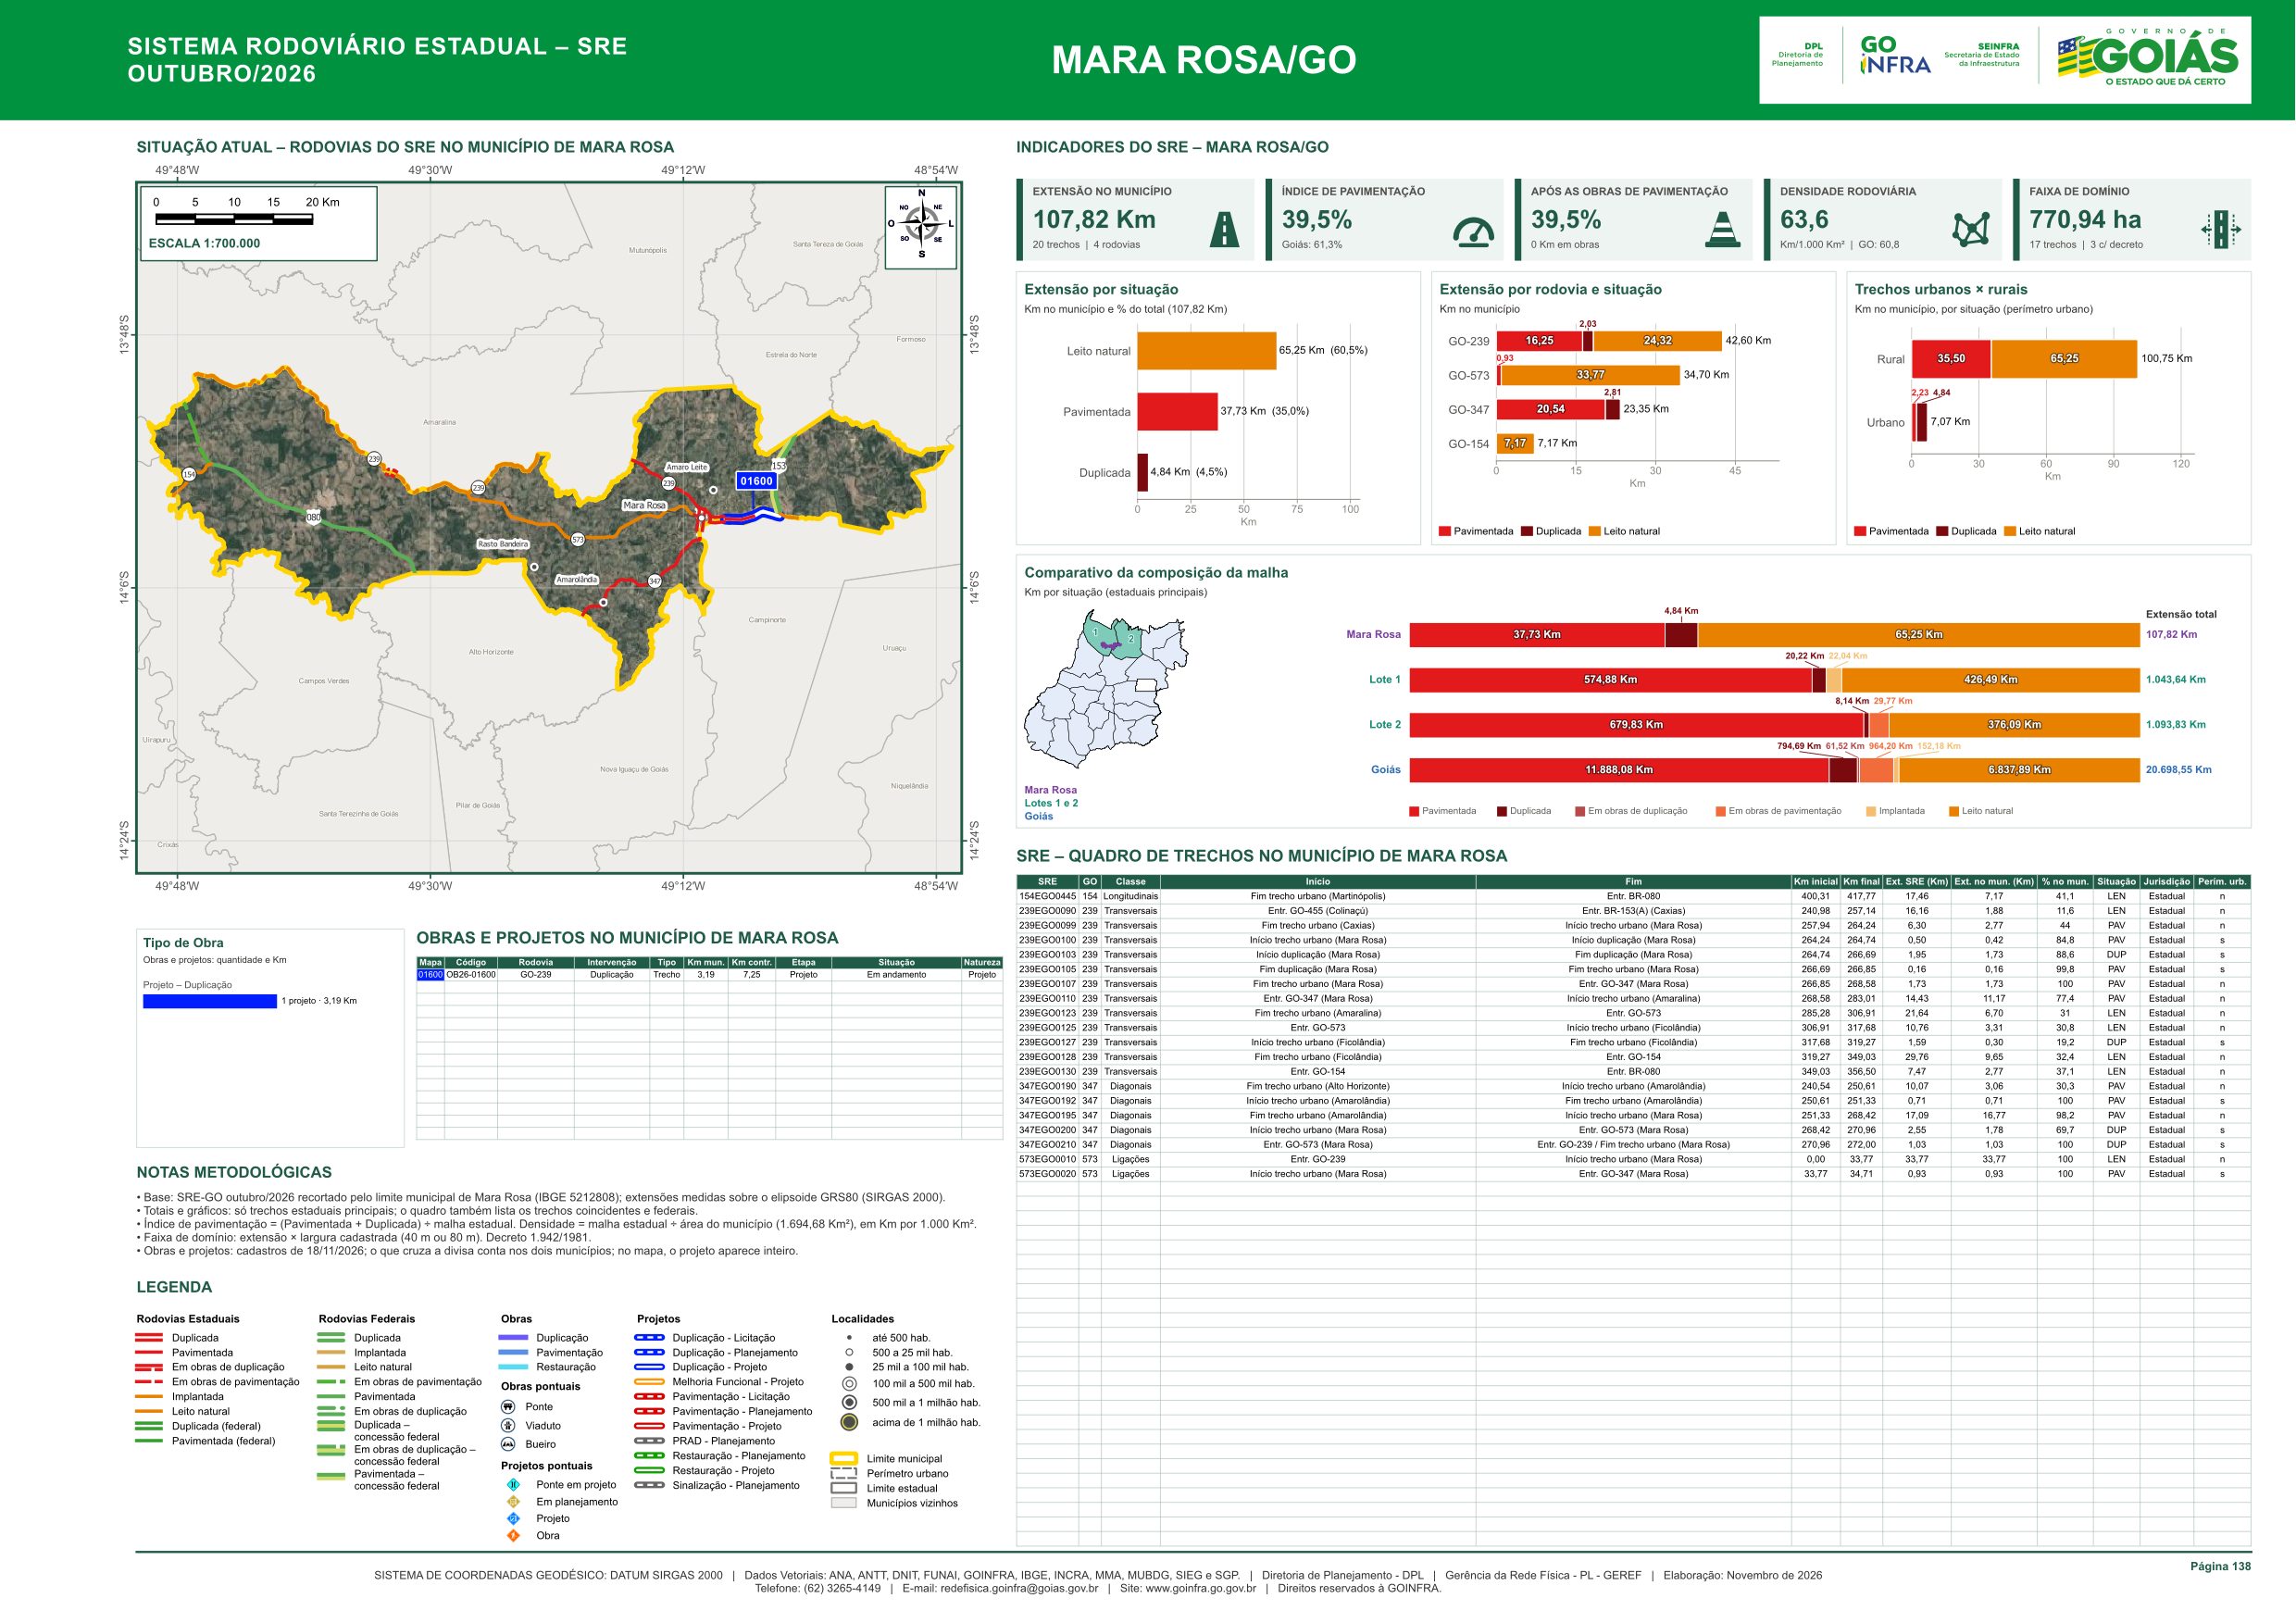 SISTEMA RODOVIÁRIO ESTADUAL – SRE
OUTUBRO/2026
MARA ROSA/GO
DPL
Diretoria de
Planejamento
GO
iNFRA
SEINFRA
Secretaria de Estado
da Infraestrutura
GOVERNO DE
GOIÁS
O ESTADO QUE DÁ CERTO
SITUAÇÃO ATUAL – RODOVIAS DO SRE NO MUNICÍPIO DE MARA ROSA
49°48'W 49°30'W 49°12'W 48°54'W
0 5 10 15 20 Km
ESCALA 1:700.000
N
NO NE
O L
SO SE
S
13°48'S 13°48'S
14°6'S 14°6'S
14°24'S 14°24'S
Mutunópolis
Santa Tereza de Goiás
Formoso
Estrela do Norte
Amaralina
239
154
239
080
Amaro Leite
239
153
01600
Mara Rosa
573
Rasto Bandeira
Amarolândia
347
Campinorte
Alto Horizonte
Uruaçu
Campos Verdes
Uirapuru
Nova Iguaçu de Goiás
Niquelândia
Pilar de Goiás
Santa Terezinha de Goiás
Crixás
49°48'W 49°30'W 49°12'W 48°54'W
INDICADORES DO SRE – MARA ROSA/GO
EXTENSÃO NO MUNICÍPIO
107,82 Km
20 trechos | 4 rodovias
ÍNDICE DE PAVIMENTAÇÃO
39,5%
Goiás: 61,3%
APÓS AS OBRAS DE PAVIMENTAÇÃO
39,5%
0 Km em obras
DENSIDADE RODOVIÁRIA
63,6
Km/1.000 Km² | GO: 60,8
FAIXA DE DOMÍNIO
770,94 ha
17 trechos | 3 c/ decreto
Extensão por situação
Km no município e % do total (107,82 Km)
Leito natural 65,25 Km (60,5%)
Pavimentada 37,73 Km (35,0%)
Duplicada 4,84 Km (4,5%)
0 25 50 75 100
Km
Extensão por rodovia e situação
Km no município
2,03
GO-239 16,25 24,32 42,60 Km
0,93
GO-573 33,77 34,70 Km
2,81
GO-347 20,54 23,35 Km
GO-154 7,17 7,17 Km
0 15 30 45
Km
Pavimentada Duplicada Leito natural
Trechos urbanos × rurais
Km no município, por situação (perímetro urbano)
Rural 35,50 65,25 100,75 Km
2,23 4,84
Urbano 7,07 Km
0 30 60 90 120
Km
Pavimentada Duplicada Leito natural
Comparativo da composição da malha
Km por situação (estaduais principais)
1 2
Mara Rosa
Lotes 1 e 2
Goiás
4,84 Km Extensão total
Mara Rosa 37,73 Km 65,25 Km 107,82 Km
20,22 Km 22,04 Km
Lote 1 574,88 Km 426,49 Km 1.043,64 Km
8,14 Km 29,77 Km
Lote 2 679,83 Km 376,09 Km 1.093,83 Km
794,69 Km 61,52 Km 964,20 Km 152,18 Km
Goiás 11.888,08 Km 6.837,89 Km 20.698,55 Km
Pavimentada Duplicada Em obras de duplicação Em obras de pavimentação Implantada Leito natural
SRE – QUADRO DE TRECHOS NO MUNICÍPIO DE MARA ROSA
SRE GO Classe Início Fim Km inicial Km final Ext. SRE (Km) Ext. no mun. (Km) % no mun. Situação Jurisdição Perím. urb.
154EGO0445 154 Longitudinais Fim trecho urbano (Martinópolis) Entr. BR-080 400,31 417,77 17,46 7,17 41,1 LEN Estadual n
239EGO0090 239 Transversais Entr. GO-455 (Colinaçú) Entr. BR-153(A) (Caxias) 240,98 257,14 16,16 1,88 11,6 LEN Estadual n
239EGO0099 239 Transversais Fim trecho urbano (Caxias) Início trecho urbano (Mara Rosa) 257,94 264,24 6,30 2,77 44 PAV Estadual n
239EGO0100 239 Transversais Início trecho urbano (Mara Rosa) Início duplicação (Mara Rosa) 264,24 264,74 0,50 0,42 84,8 PAV Estadual s
239EGO0103 239 Transversais Início duplicação (Mara Rosa) Fim duplicação (Mara Rosa) 264,74 266,69 1,95 1,73 88,6 DUP Estadual s
239EGO0105 239 Transversais Fim duplicação (Mara Rosa) Fim trecho urbano (Mara Rosa) 266,69 266,85 0,16 0,16 99,8 PAV Estadual s
239EGO0107 239 Transversais Fim trecho urbano (Mara Rosa) Entr. GO-347 (Mara Rosa) 266,85 268,58 1,73 1,73 100 PAV Estadual n
239EGO0110 239 Transversais Entr. GO-347 (Mara Rosa) Início trecho urbano (Amaralina) 268,58 283,01 14,43 11,17 77,4 PAV Estadual n
239EGO0123 239 Transversais Fim trecho urbano (Amaralina) Entr. GO-573 285,28 306,91 21,64 6,70 31 LEN Estadual n
239EGO0125 239 Transversais Entr. GO-573 Início trecho urbano (Ficolândia) 306,91 317,68 10,76 3,31 30,8 LEN Estadual n
239EGO0127 239 Transversais Início trecho urbano (Ficolândia) Fim trecho urbano (Ficolândia) 317,68 319,27 1,59 0,30 19,2 DUP Estadual s
239EGO0128 239 Transversais Fim trecho urbano (Ficolândia) Entr. GO-154 319,27 349,03 29,76 9,65 32,4 LEN Estadual n
239EGO0130 239 Transversais Entr. GO-154 Entr. BR-080 349,03 356,50 7,47 2,77 37,1 LEN Estadual n
347EGO0190 347 Diagonais Fim trecho urbano (Alto Horizonte) Início trecho urbano (Amarolândia) 240,54 250,61 10,07 3,06 30,3 PAV Estadual n
347EGO0192 347 Diagonais Início trecho urbano (Amarolândia) Fim trecho urbano (Amarolândia) 250,61 251,33 0,71 0,71 100 PAV Estadual s
347EGO0195 347 Diagonais Fim trecho urbano (Amarolândia) Início trecho urbano (Mara Rosa) 251,33 268,42 17,09 16,77 98,2 PAV Estadual n
347EGO0200 347 Diagonais Início trecho urbano (Mara Rosa) Entr. GO-573 (Mara Rosa) 268,42 270,96 2,55 1,78 69,7 DUP Estadual s
347EGO0210 347 Diagonais Entr. GO-573 (Mara Rosa) Entr. GO-239 / Fim trecho urbano (Mara Rosa) 270,96 272,00 1,03 1,03 100 DUP Estadual s
573EGO0010 573 Ligações Entr. GO-239 Início trecho urbano (Mara Rosa) 0,00 33,77 33,77 33,77 100 LEN Estadual n
573EGO0020 573 Ligações Início trecho urbano (Mara Rosa) Entr. GO-347 (Mara Rosa) 33,77 34,71 0,93 0,93 100 PAV Estadual s
Tipo de Obra
Obras e projetos: quantidade e Km
Projeto – Duplicação
1 projeto · 3,19 Km
OBRAS E PROJETOS NO MUNICÍPIO DE MARA ROSA
Mapa Código Rodovia Intervenção Tipo Km mun. Km contr. Etapa Situação Natureza
01600 OB26-01600 GO-239 Duplicação Trecho 3,19 7,25 Projeto Em andamento Projeto
NOTAS METODOLÓGICAS
• Base: SRE-GO outubro/2026 recortado pelo limite municipal de Mara Rosa (IBGE 5212808); extensões medidas sobre o elipsoide GRS80 (SIRGAS 2000).
• Totais e gráficos: só trechos estaduais principais; o quadro também lista os trechos coincidentes e federais.
• Índice de pavimentação = (Pavimentada + Duplicada) ÷ malha estadual. Densidade = malha estadual ÷ área do município (1.694,68 Km²), em Km por 1.000 Km².
• Faixa de domínio: extensão × largura cadastrada (40 m ou 80 m). Decreto 1.942/1981.
• Obras e projetos: cadastros de 18/11/2026; o que cruza a divisa conta nos dois municípios; no mapa, o projeto aparece inteiro.
LEGENDA
Rodovias Estaduais
Duplicada
Pavimentada
Em obras de duplicação
Em obras de pavimentação
Implantada
Leito natural
Duplicada (federal)
Pavimentada (federal)
Rodovias Federais
Duplicada
Implantada
Leito natural
Em obras de pavimentação
Pavimentada
Em obras de duplicação
Duplicada –
concessão federal
Em obras de duplicação –
concessão federal
Pavimentada –
concessão federal
Obras
Duplicação
Pavimentação
Restauração
Obras pontuais
Ponte
Viaduto
Bueiro
Projetos pontuais
Ponte em projeto
Em planejamento
Projeto
Obra
Projetos
Duplicação - Licitação
Duplicação - Planejamento
Duplicação - Projeto
Melhoria Funcional - Projeto
Pavimentação - Licitação
Pavimentação - Planejamento
Pavimentação - Projeto
PRAD - Planejamento
Restauração - Planejamento
Restauração - Projeto
Sinalização - Planejamento
Localidades
até 500 hab.
500 a 25 mil hab.
25 mil a 100 mil hab.
100 mil a 500 mil hab.
500 mil a 1 milhão hab.
acima de 1 milhão hab.
Limite municipal
Perímetro urbano
Limite estadual
Municípios vizinhos
Página 138
SISTEMA DE COORDENADAS GEODÉSICO: DATUM SIRGAS 2000 | Dados Vetoriais: ANA, ANTT, DNIT, FUNAI, GOINFRA, IBGE, INCRA, MMA, MUBDG, SIEG e SGP. | Diretoria de Planejamento - DPL | Gerência da Rede Física - PL - GEREF | Elaboração: Novembro de 2026
Telefone: (62) 3265-4149 | E-mail: redefisica.goinfra@goias.gov.br | Site: www.goinfra.go.gov.br | Direitos reservados à GOINFRA.